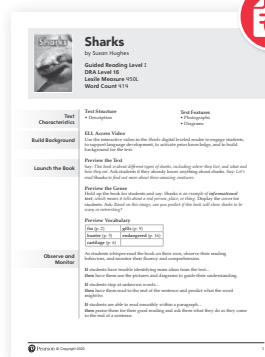 Sharks
Sharks
by Susan Hughes
Guided Reading Level I
DRA Level 16
Lexile Measure 450L
Word Count 414
Text
Characteristics
Text Structure
• Description
Text Features
• Photographs
• Diagrams
Build Background
ELL Access Video
Use the interactive video in the Sharks digital leveled reader to engage students,
to support language development, to activate prior knowledge, and to build
background for the text.
Launch the Book
Preview the Text
Say: This book is about different types of sharks, including where they live, and what and
how they eat. Ask students if they already know anything about sharks. Say: Let's
read Sharks to find out more about these amazing creatures.
Preview the Genre
Hold up the book for students and say: Sharks is an example of informational
text, which means it tells about a real person, place, or thing. Display the cover for
students. Ask: Based on this image, can you predict if this book will show sharks to be
scary or interesting?
Preview Vocabulary
fin (p. 2)
gills (p. 9)
hunter (p. 3)
endangered (p. 16)
cartilage (p. 6)
Observe and
Monitor
As students whisper-read the book on their own, observe their reading
behaviors, and monitor their fluency and comprehension.
If students have trouble identifying main ideas from the text...
then have them use the pictures and diagrams to guide their understanding.
If students stop at unknown words...
then have them read to the end of the sentence and predict what the word
might be.
If students are able to read smoothly within a paragraph...
then praise them for their good reading and ask them what they do as they come
to the end of a sentence.
Pearson © Copyright 2020
1